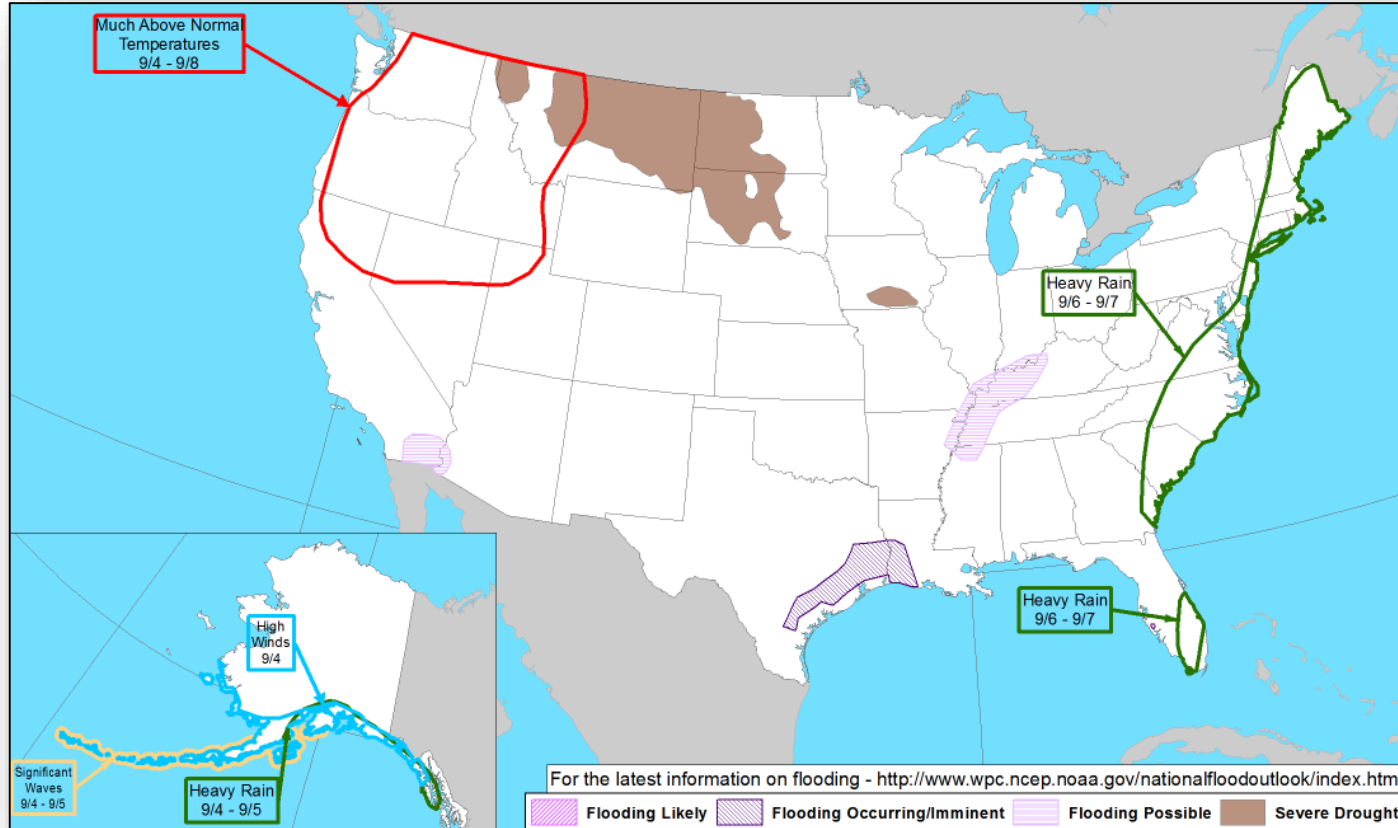 Much Above Normal
Temperatures
9/4 - 9/8
Heavy Rain
9/6 - 9/7
Heavy Rain
9/6 - 9/7
High
Winds
9/4
Significant
Waves
9/4 - 9/5
Heavy Rain
9/4 - 9/5
For the latest information on flooding - http://www.wpc.ncep.noaa.gov/nationalfloodoutlook/index.htm
Flooding Likely Flooding Occurring/Imminent Flooding Possible Severe Drought